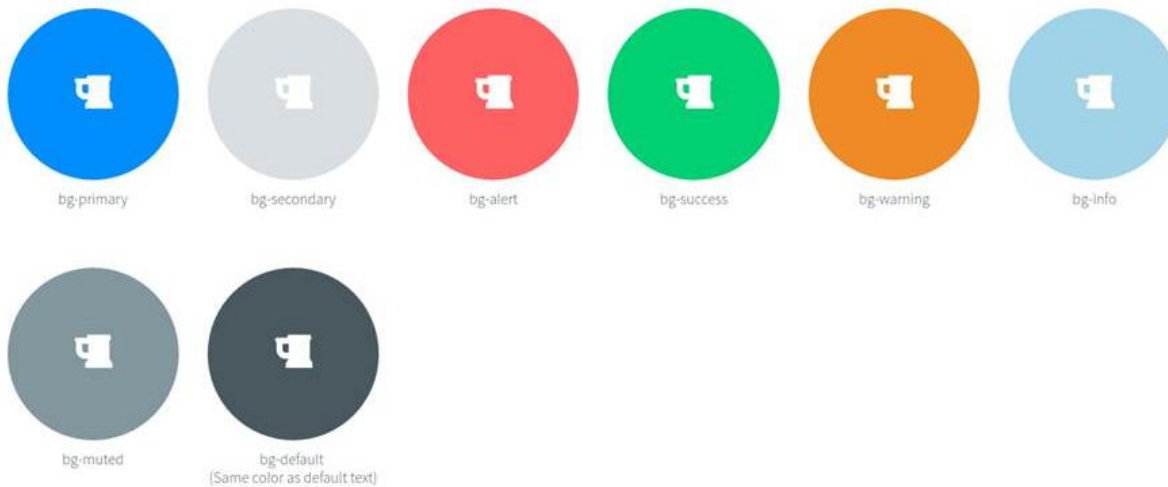 bg-primary
bg-secondary
bg-alert
bg-success
bg-warning
bg-info
bg-muted
bg-default
(Same color as default text)